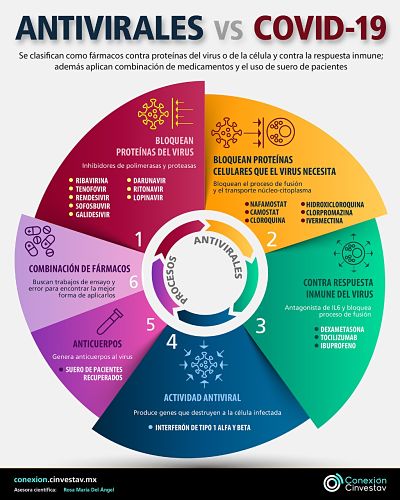 ANTIVIRALES VS COVID-19
Se clasifican como fármacos contra proteínas del virus o de la célula y contra la respuesta inmune;
además aplican combinación de medicamentos y el uso de suero de pacientes
BLOQUEAN
PROTEÍNAS DEL VIRUS
Inhibidores de polimerasas y proteasas
• RIBAVIRINA
• TENOFOVIR
• REMDESIVIR
• SOFOSBUVIR
• GALIDESIVIR
• DARUNAVIR
• RITONAVIR
• LOPINAVIR
1
BLOQUEAN PROTEÍNAS
CELULARES QUE EL VIRUS NECESITA
Bloquean el proceso de fusión
y el transporte núcleo-citoplasma
• NAFAMOSTAT
• CAMOSTAT
• CLOROQUINA
• HIDROXICLOROQUINA
• CLORPROMAZINA
• IVERMECTINA
2
CONTRA RESPUESTA
INMUNE DEL VIRUS
Antagonista de IL6 y bloquea
proceso de fusión
• DEXAMETASONA
• TOCILIZUMAB
• IBUPROFENO
3
ACTIVIDAD ANTIVIRAL
Produce genes que destruyen a la célula infectada
• INTERFERÓN DE TIPO 1 ALFA Y BETA
4
ANTICUERPOS
Genera anticuerpos al virus
• SUERO DE PACIENTES
RECUPERADOS
5
COMBINACIÓN DE FÁRMACOS
Buscan trabajos de ensayo y
error para encontrar la mejor
forma de aplicarlos
6
PROCESOS
ANTIVIRALES
conexion.cinvestav.mx
Asesora científica: Rosa María Del Ángel
Conexión
Cinvestav